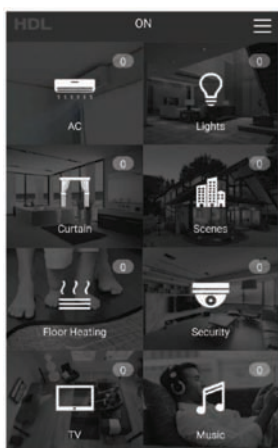 HDL ON
0 0
AC Lights
0 0
Curtain Scenes
0 0
Floor Heating Security
0 0
TV Music